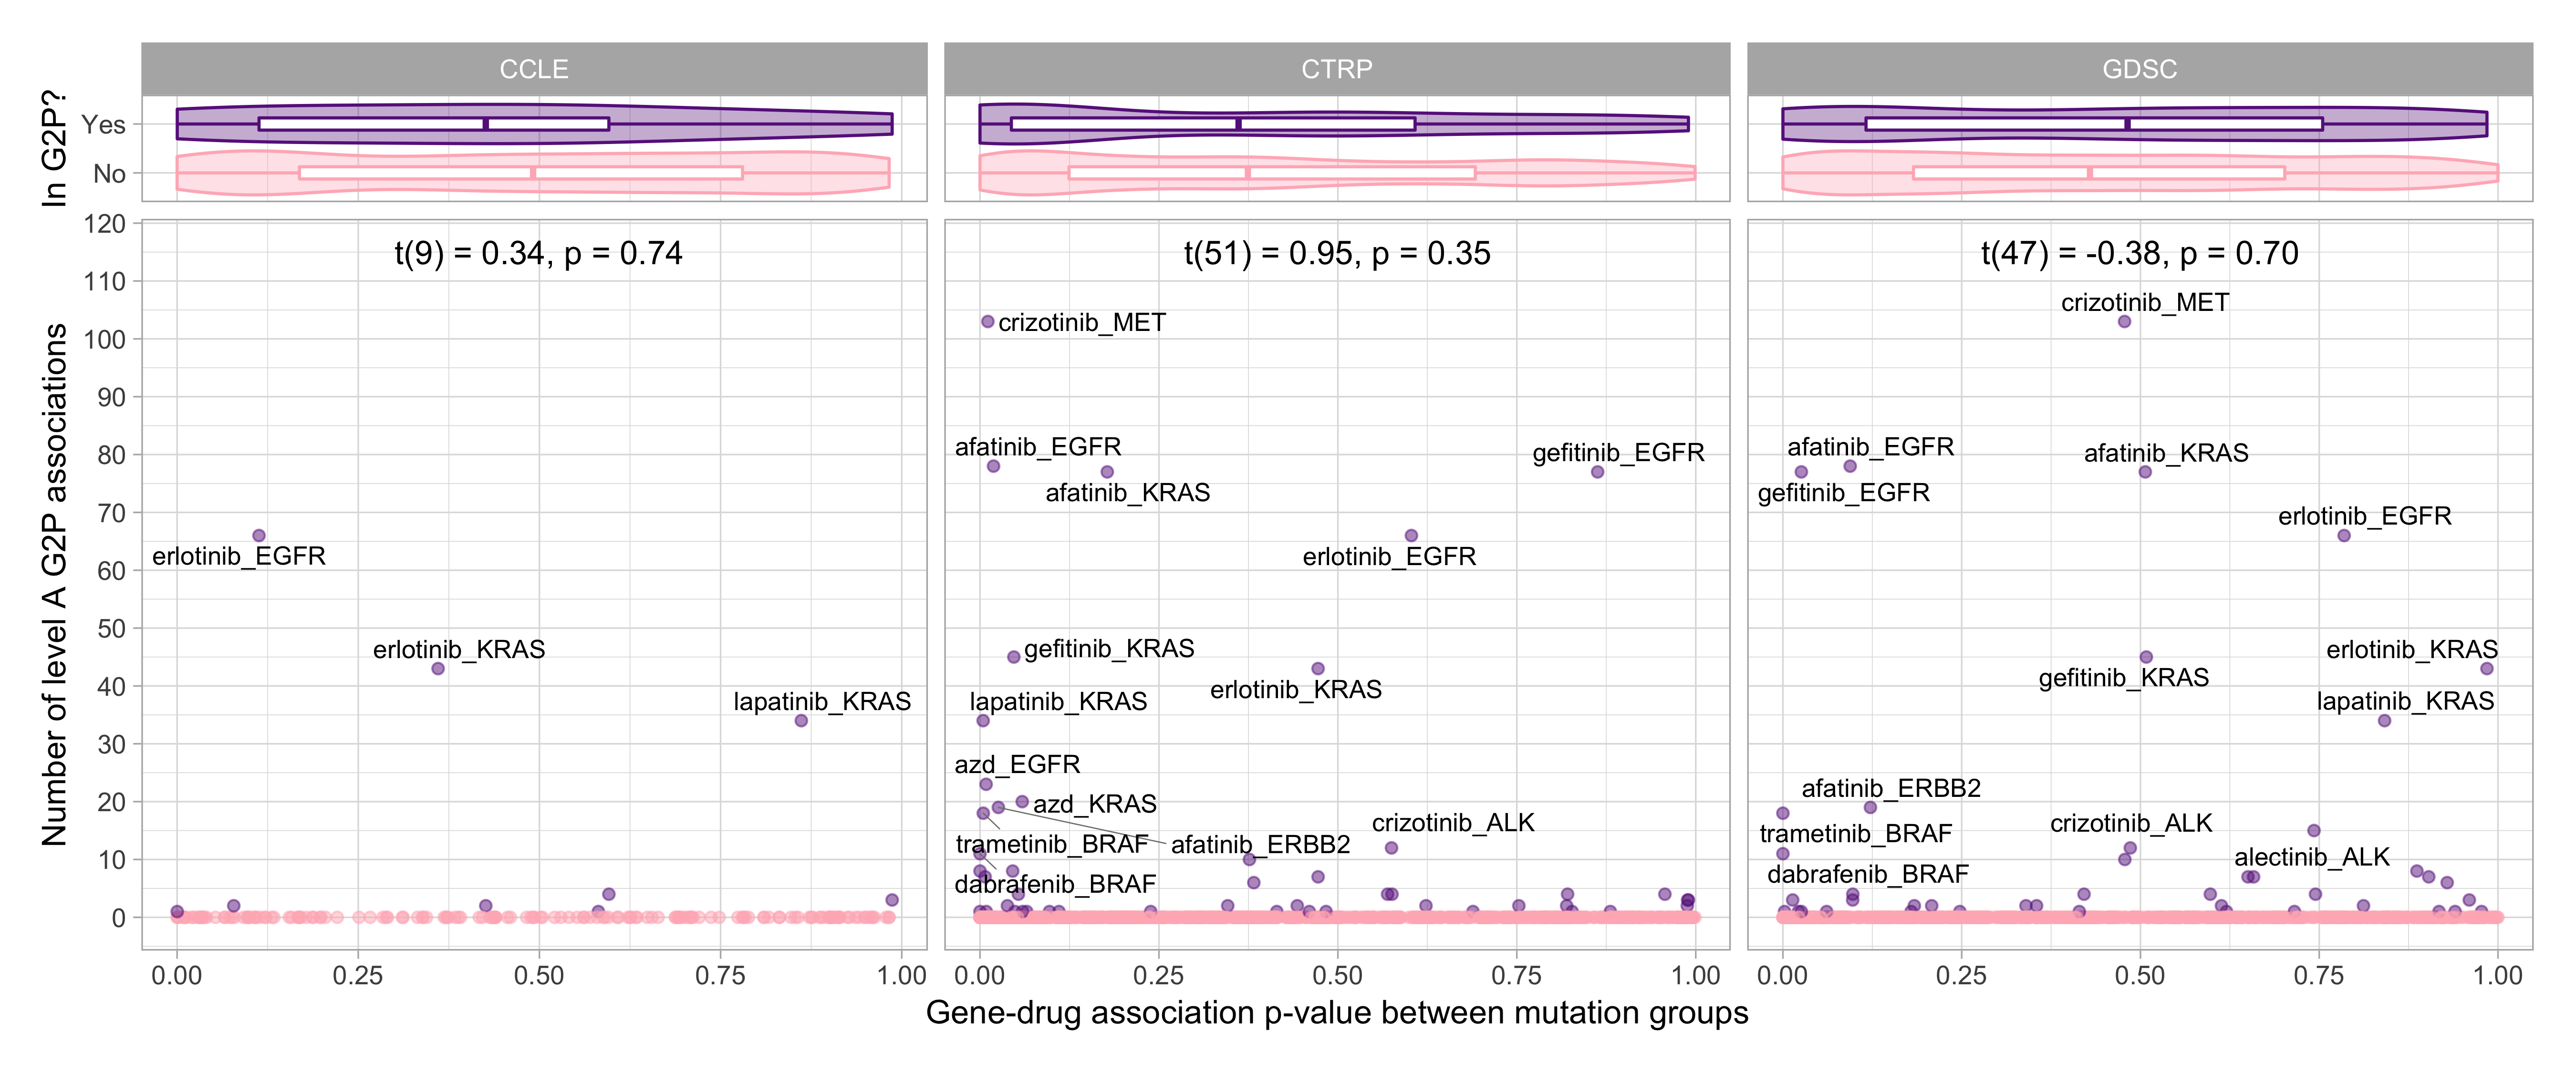 CCLE
CTRP
GDSC
In G2P?
Yes
No
Number of level A G2P associations
120
110
100
90
80
70
60
50
40
30
20
10
0
t(9) = 0.34, p = 0.74
erlotinib_EGFR
erlotinib_KRAS
lapatinib_KRAS
0.00 0.25 0.50 0.75 1.00
t(51) = 0.95, p = 0.35
crizotinib_MET
afatinib_EGFR
gefitinib_EGFR
afatinib_KRAS
erlotinib_EGFR
gefitinib_KRAS
erlotinib_KRAS
lapatinib_KRAS
azd_EGFR
azd_KRAS
crizotinib_ALK
trametinib_BRAF
afatinib_ERBB2
dabrafenib_BRAF
0.00 0.25 0.50 0.75 1.00
t(47) = -0.38, p = 0.70
crizotinib_MET
afatinib_EGFR
afatinib_KRAS
gefitinib_EGFR
erlotinib_EGFR
erlotinib_KRAS
gefitinib_KRAS
lapatinib_KRAS
afatinib_ERBB2
crizotinib_ALK
trametinib_BRAF
alectinib_ALK
dabrafenib_BRAF
0.00 0.25 0.50 0.75 1.00
Gene-drug association p-value between mutation groups